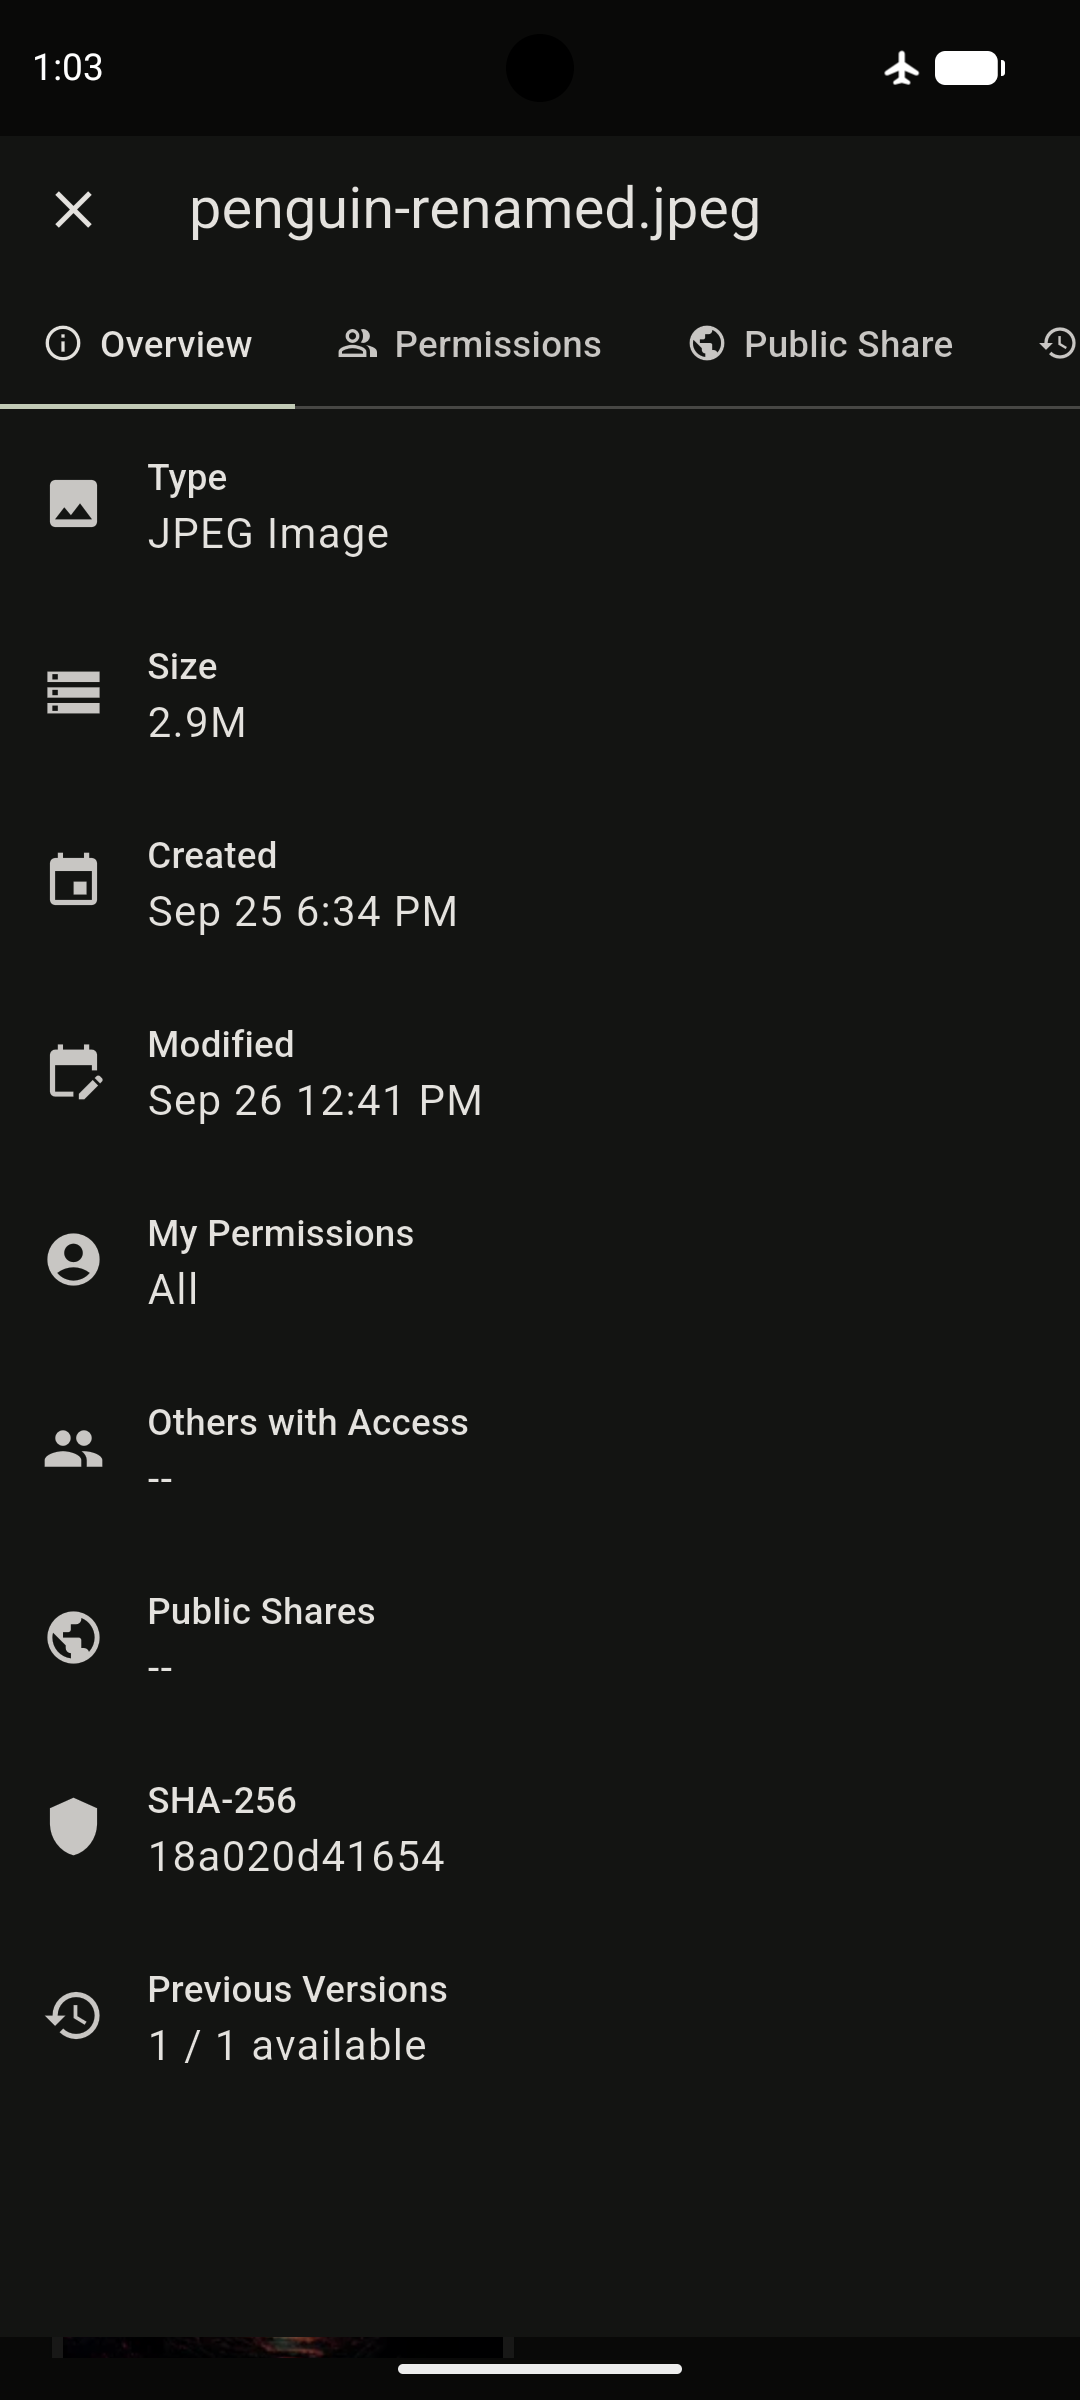 1:03
penguin-renamed.jpeg
Overview Permissions Public Share
Type
JPEG Image
Size
2.9M
Created
Sep 25 6:34 PM
Modified
Sep 26 12:41 PM
My Permissions
All
Others with Access
--
Public Shares
--
SHA-256
18a020d41654
Previous Versions
1 / 1 available